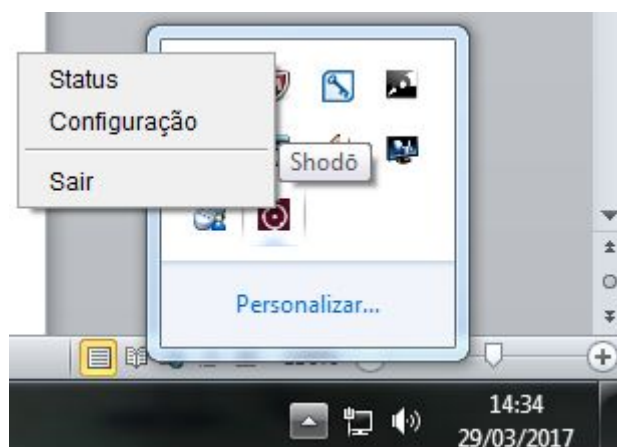 Status
Configuração
Sair
Shodō
Personalizar...
14:34
29/03/2017